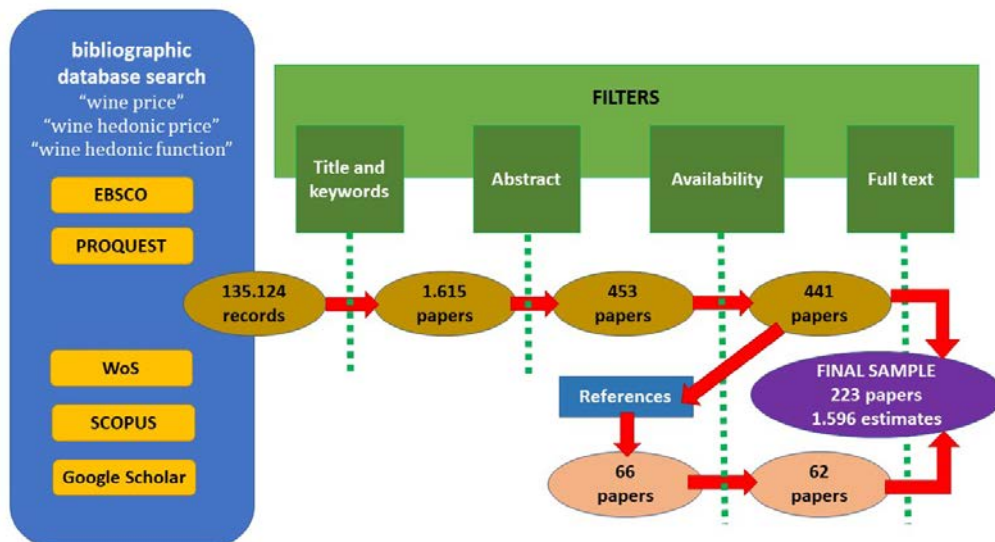 bibliographic
database search
“wine price”
“wine hedonic price”
“wine hedonic function”
EBSCO
PROQUEST
WoS
SCOPUS
Google Scholar
FILTERS
Title and
keywords
Abstract
Availability
Full text
135.124
records
1.615
papers
453
papers
441
papers
References
66
papers
62
papers
FINAL SAMPLE
223 papers
1.596 estimates